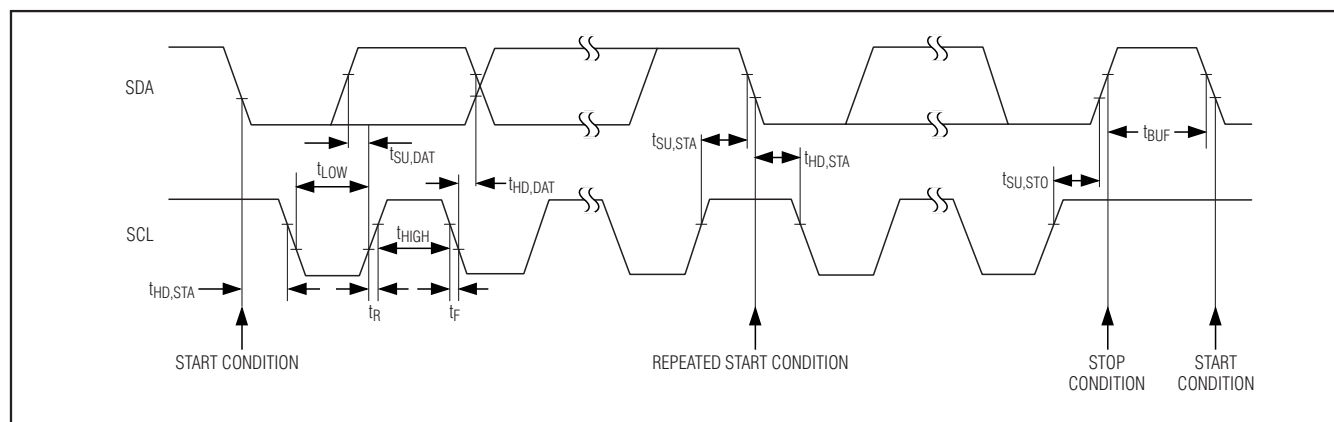 SDA
tSU,STA
tBUF
tSU,DAT
tHD,STA
tLOW
tHD,DAT
tSU,STO
SCL
tHIGH
tHD,STA
tR
tF
START CONDITION
REPEATED START CONDITION
STOP
CONDITION
START
CONDITION